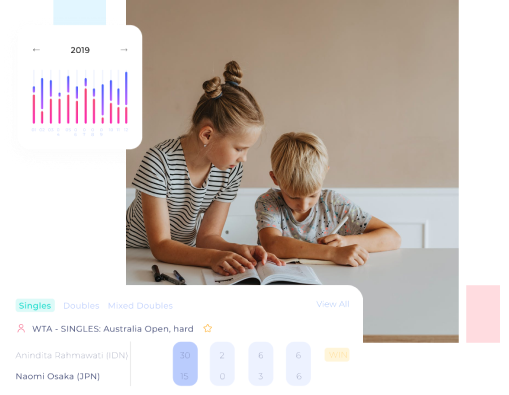 ← 2019 →
Singles Doubles Mixed Doubles View All
WTA - SINGLES: Australia Open, hard
Anindita Rahmawati (IDN) 30 2 6 6 WIN
Naomi Osaka (JPN) 15 0 3 6